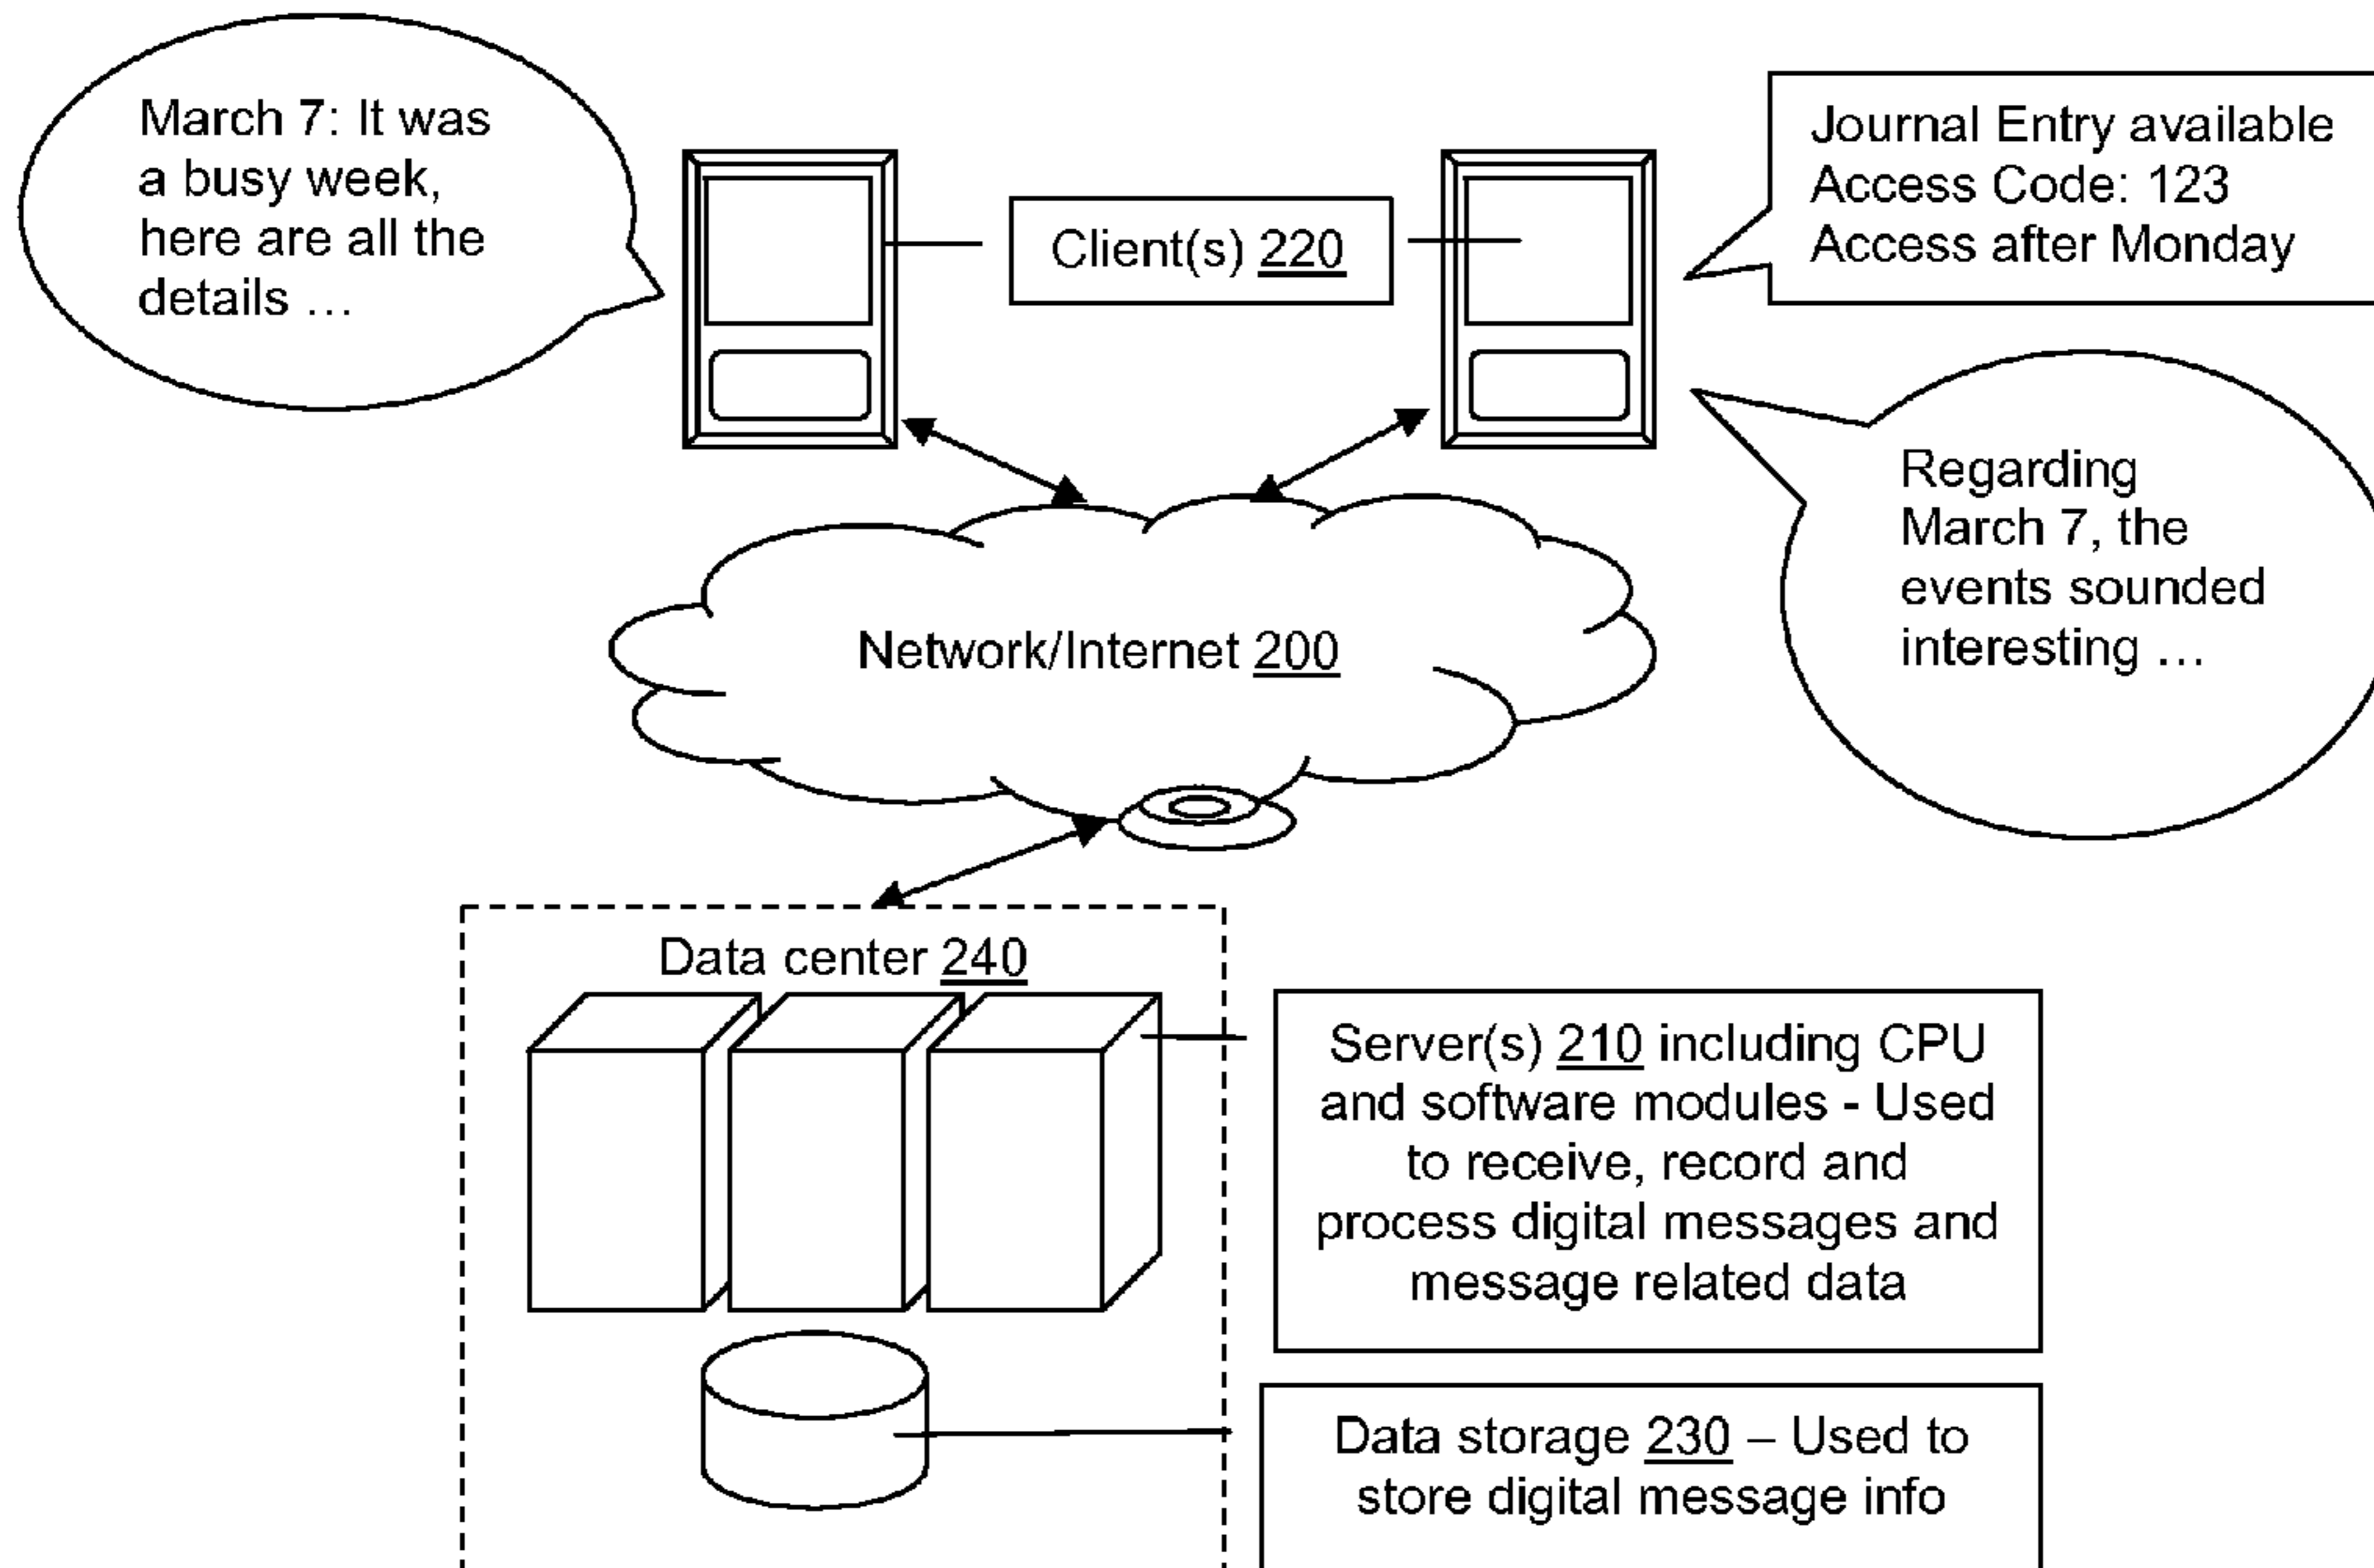 March 7: It was
a busy week,
here are all the
details …
Client(s) 220
Journal Entry available
Access Code: 123
Access after Monday
Regarding
March 7, the
events sounded
interesting …
Network/Internet 200
Data center 240
Server(s) 210 including CPU
and software modules - Used
to receive, record and
process digital messages and
message related data
Data storage 230 – Used to
store digital message info